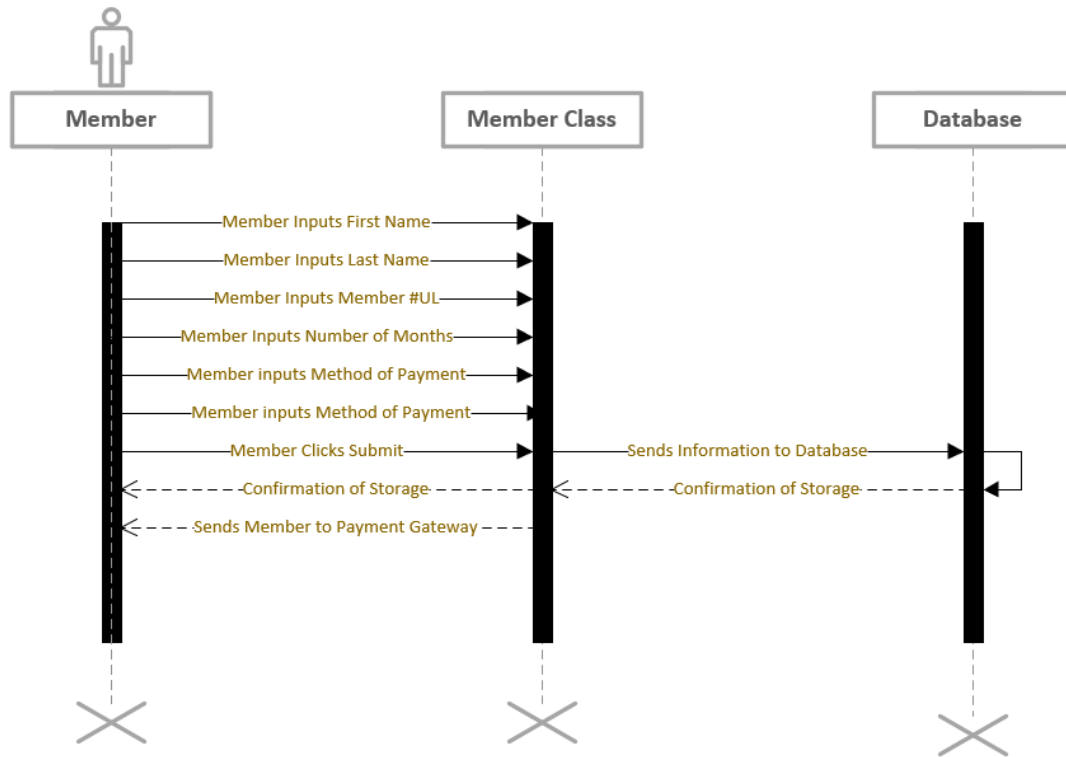 Member
Member Class
Database
Member Inputs First Name
Member Inputs Last Name
Member Inputs Member #UL
Member Inputs Number of Months
Member inputs Method of Payment
Member inputs Method of Payment
Member Clicks Submit
Sends Information to Database
Confirmation of Storage
Confirmation of Storage
Sends Member to Payment Gateway